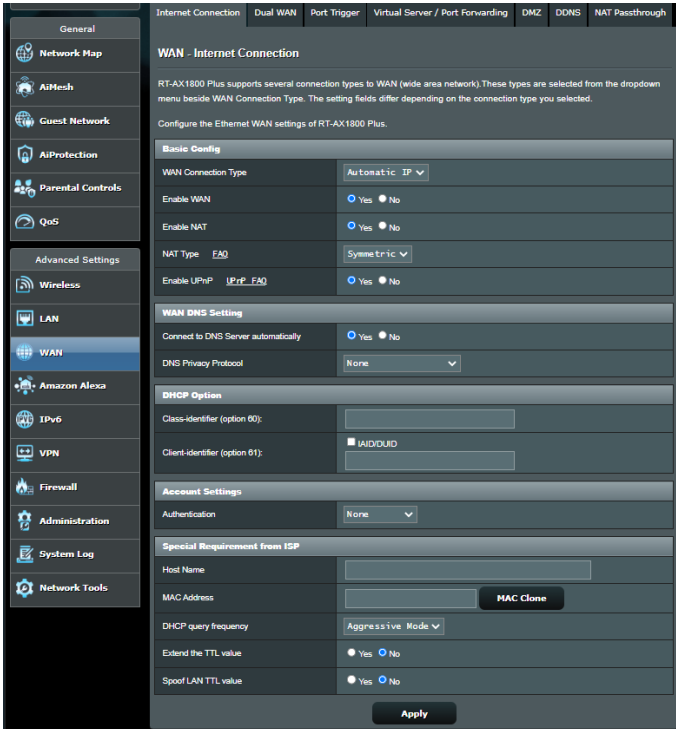 Internet Connection Dual WAN Port Trigger Virtual Server / Port Forwarding DMZ DDNS NAT Passthrough
General
Network Map
AiMesh
Guest Network
AiProtection
Parental Controls
QoS
Advanced Settings
Wireless
LAN
WAN
Amazon Alexa
IPv6
VPN
Firewall
Administration
System Log
Network Tools
WAN - Internet Connection
RT-AX1800 Plus supports several connection types to WAN (wide area network).These types are selected from the dropdown
menu beside WAN Connection Type. The setting fields differ depending on the connection type you selected.
Configure the Ethernet WAN settings of RT-AX1800 Plus.
Basic Config
WAN Connection Type Automatic IP
Enable WAN Yes No
Enable NAT Yes No
NAT Type FAQ Symmetric
Enable UPnP UPnP FAQ Yes No
WAN DNS Setting
Connect to DNS Server automatically Yes No
DNS Privacy Protocol None
DHCP Option
Class-identifier (option 60):
Client-identifier (option 61): IAID/DUID
Account Settings
Authentication None
Special Requirement from ISP
Host Name
MAC Address MAC Clone
DHCP query frequency Aggressive Mode
Extend the TTL value Yes No
Spoof LAN TTL value Yes No
Apply